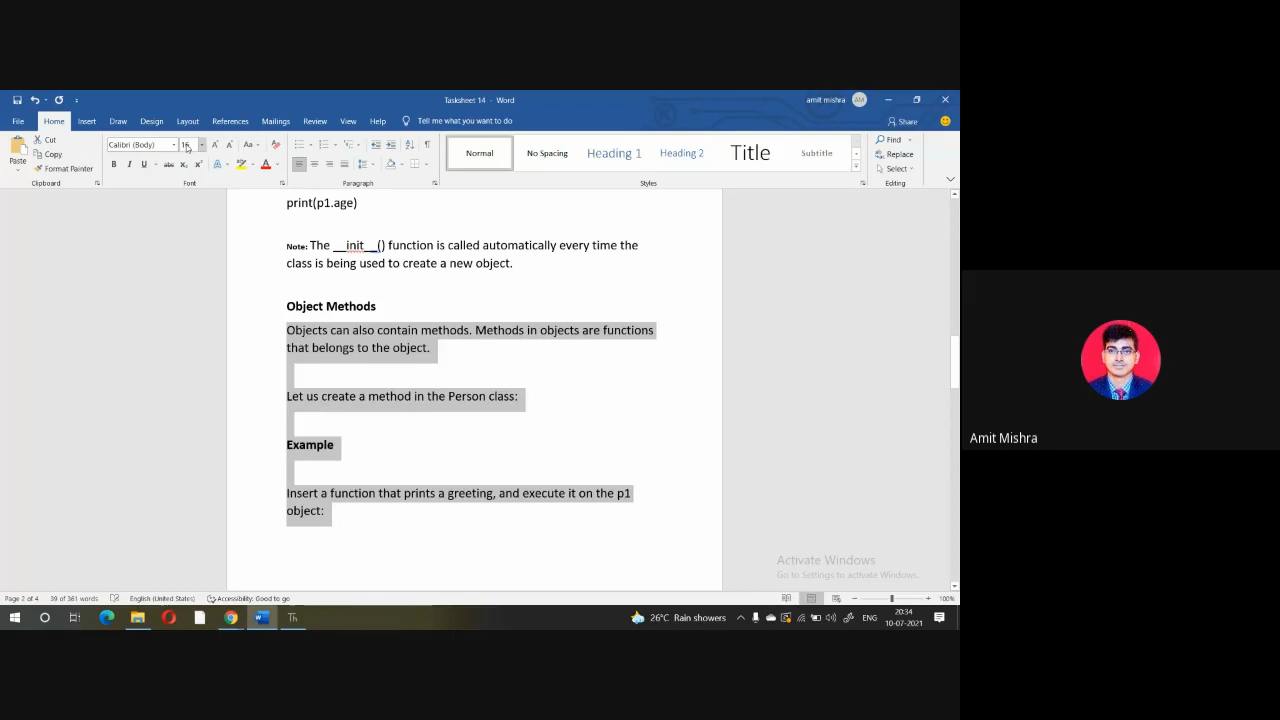 Tasksheet 14 - Word
amit mishra AM
File Home Insert Draw Design Layout References Mailings Review View Help Tell me what you want to do Share
Paste Cut Copy Format Painter
Clipboard
Calibri (Body)
Aa
B I U abc X₂ X²
Font
Paragraph
Normal No Spacing Heading 1 Heading 2 Title Subtitle
Styles
Find
Replace
Select
Editing
print(p1.age)
Note: The __init__() function is called automatically every time the
class is being used to create a new object.
Object Methods
Objects can also contain methods. Methods in objects are functions
that belongs to the object.
Let us create a method in the Person class:
Example
Insert a function that prints a greeting, and execute it on the p1
object:
Activate Windows
Go to Settings to activate Windows.
Page 2 of 4 39 of 361 words English (United States) Accessibility: Good to go 100%
Th 26°C Rain showers ENG 20:34
10-07-2021
Amit Mishra